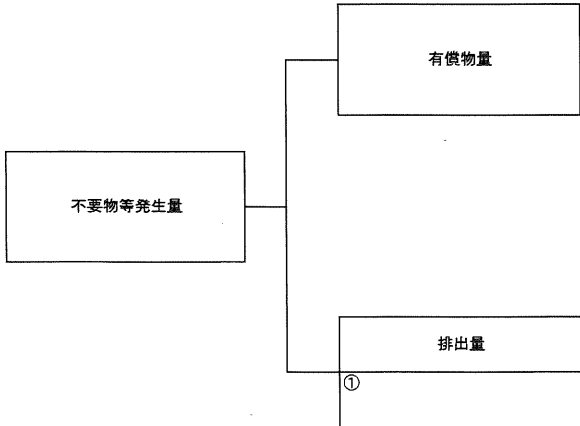 有償物量
不要物等発生量
排出量
①